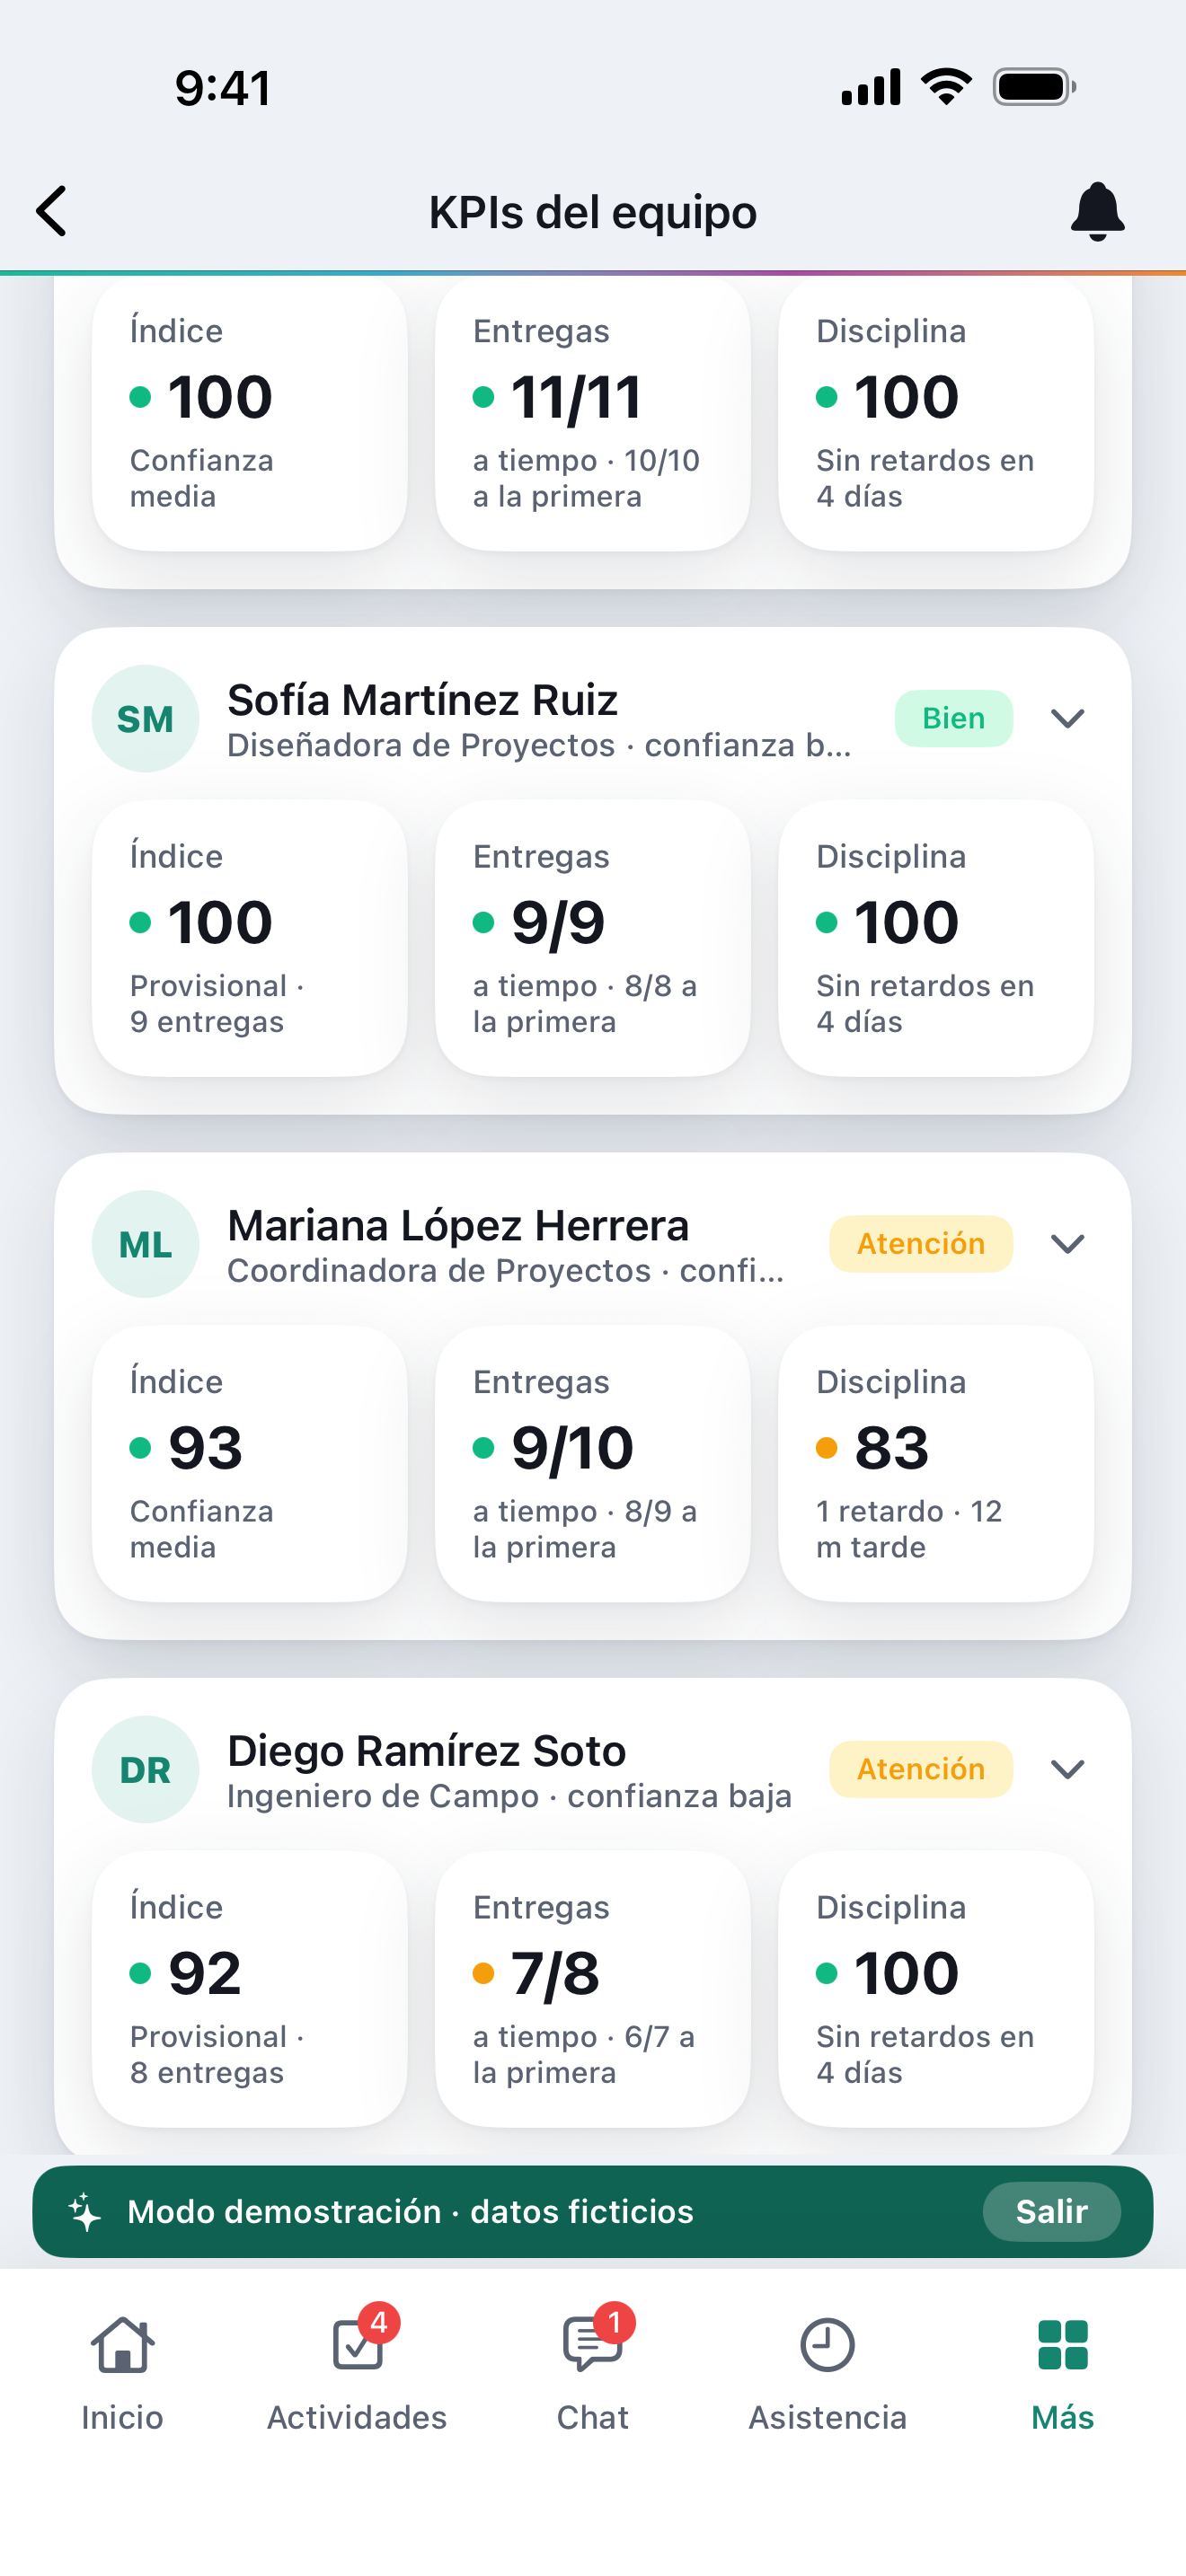 9:41
KPIs del equipo
Índice
100
Confianza
media
Entregas
11/11
a tiempo · 10/10
a la primera
Disciplina
100
Sin retardos en
4 días
SM
Sofía Martínez Ruiz
Diseñadora de Proyectos · confianza b...
Bien
Índice
100
Provisional ·
9 entregas
Entregas
9/9
a tiempo · 8/8 a
la primera
Disciplina
100
Sin retardos en
4 días
ML
Mariana López Herrera
Coordinadora de Proyectos · confi...
Atención
Índice
93
Confianza
media
Entregas
9/10
a tiempo · 8/9 a
la primera
Disciplina
83
1 retardo · 12
m tarde
DR
Diego Ramírez Soto
Ingeniero de Campo · confianza baja
Atención
Índice
92
Provisional ·
8 entregas
Entregas
7/8
a tiempo · 6/7 a
la primera
Disciplina
100
Sin retardos en
4 días
Modo demostración · datos ficticios
Salir
Inicio
4
Actividades
1
Chat
Asistencia
Más